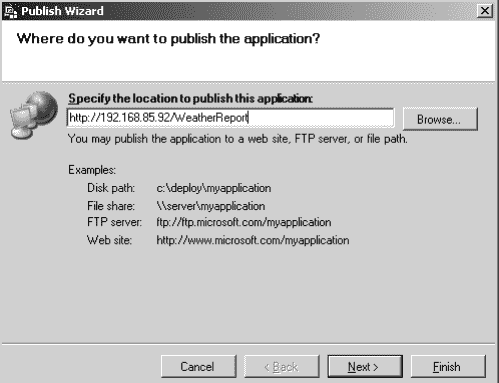 Publish Wizard
Where do you want to publish the application?
Specify the location to publish this application:
http://192.168.85.92/WeatherReport
Browse...
You may publish the application to a web site, FTP server, or file path.
Examples:
Disk path: c:\deploy\myapplication
File share: \\server\myapplication
FTP server: ftp://ftp.microsoft.com/myapplication
Web site: http://www.microsoft.com/myapplication
Cancel < Back Next > Finish